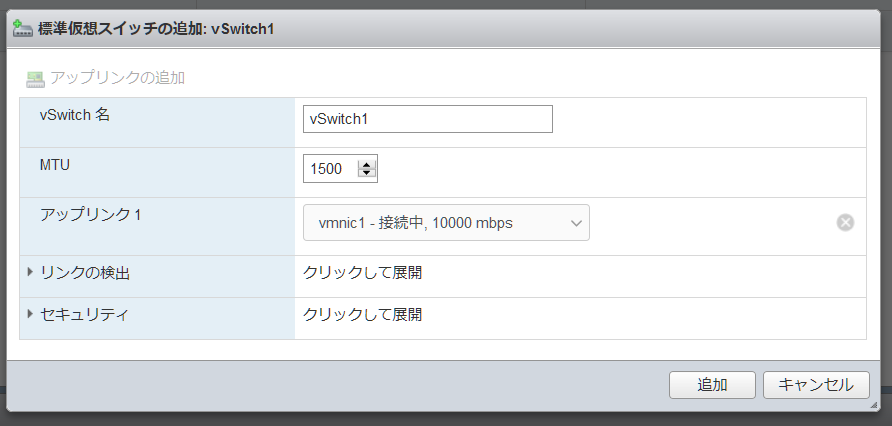 標準仮想スイッチの追加: vSwitch1
アップリンクの追加
vSwitch 名
vSwitch1
MTU
1500
アップリンク 1
vmnic1 - 接続中, 10000 mbps
リンクの検出
クリックして展開
セキュリティ
クリックして展開
追加
キャンセル